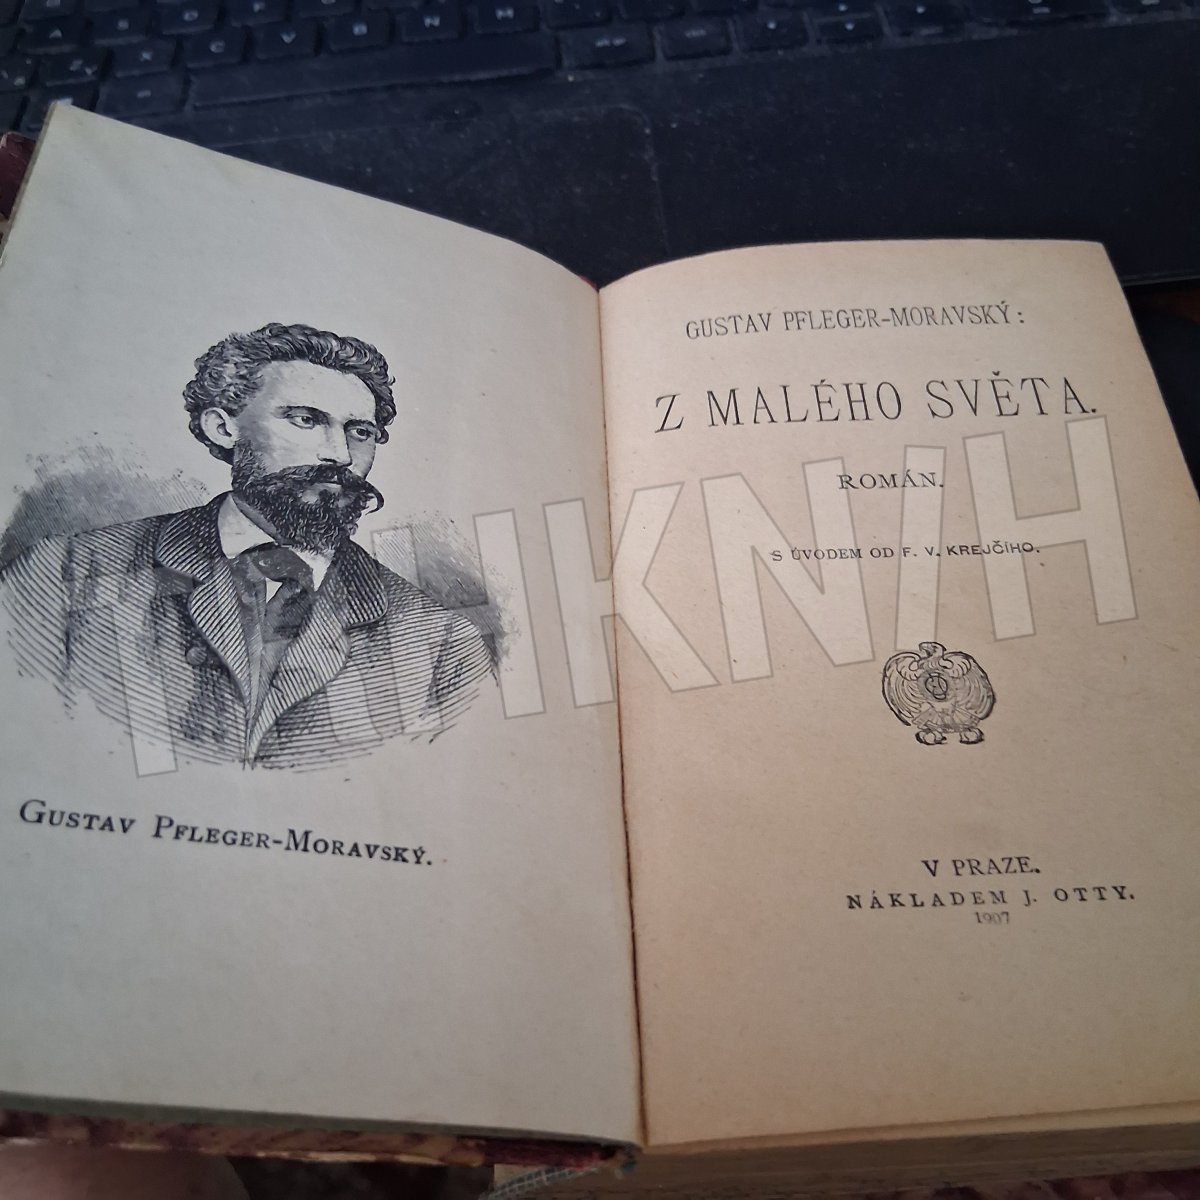 Gustav Pfleger-Moravský.
GUSTAV PFLEGER-MORAVSKÝ:
Z MALÉHO SVĚTA.
ROMÁN.
S ÚVODEM OD F. V. KREJČÍHO.
V PRAZE.
NÁKLADEM J. OTTY.
1907